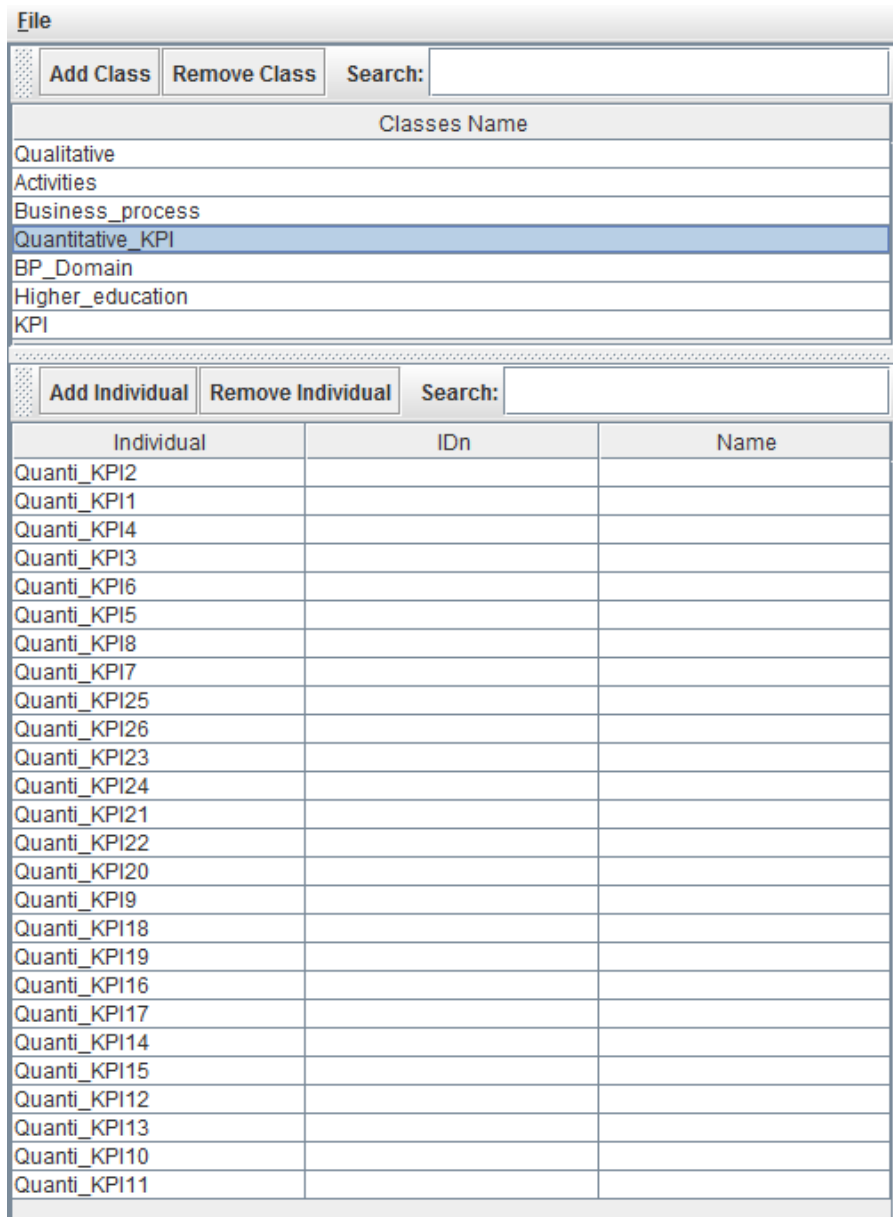 File
Add Class Remove Class Search:
Classes Name
Qualitative
Activities
Business_process
Quantitative_KPI
BP_Domain
Higher_education
KPI
Add Individual Remove Individual Search:
Individual IDn Name
Quanti_KPI2
Quanti_KPI1
Quanti_KPI4
Quanti_KPI3
Quanti_KPI6
Quanti_KPI5
Quanti_KPI8
Quanti_KPI7
Quanti_KPI25
Quanti_KPI26
Quanti_KPI23
Quanti_KPI24
Quanti_KPI21
Quanti_KPI22
Quanti_KPI20
Quanti_KPI9
Quanti_KPI18
Quanti_KPI19
Quanti_KPI16
Quanti_KPI17
Quanti_KPI14
Quanti_KPI15
Quanti_KPI12
Quanti_KPI13
Quanti_KPI10
Quanti_KPI11